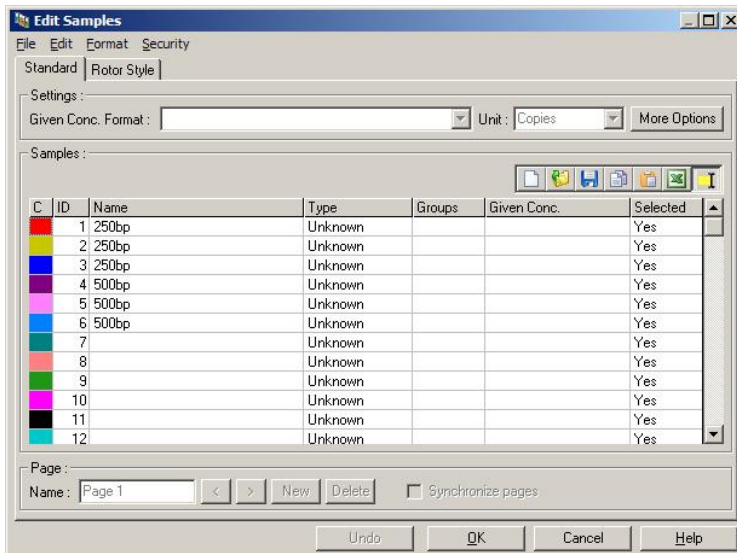 Edit Samples
File Edit Format Security
Standard Rotor Style
Settings :
Given Conc. Format : Unit : Copies More Options
Samples :
C ID Name Type Groups Given Conc. Selected
1 250bp Unknown Yes
2 250bp Unknown Yes
3 250bp Unknown Yes
4 500bp Unknown Yes
5 500bp Unknown Yes
6 500bp Unknown Yes
7 Unknown Yes
8 Unknown Yes
9 Unknown Yes
10 Unknown Yes
11 Unknown Yes
12 Unknown Yes
Page :
Name : Page 1 < > New Delete Synchronize pages
Undo OK Cancel Help